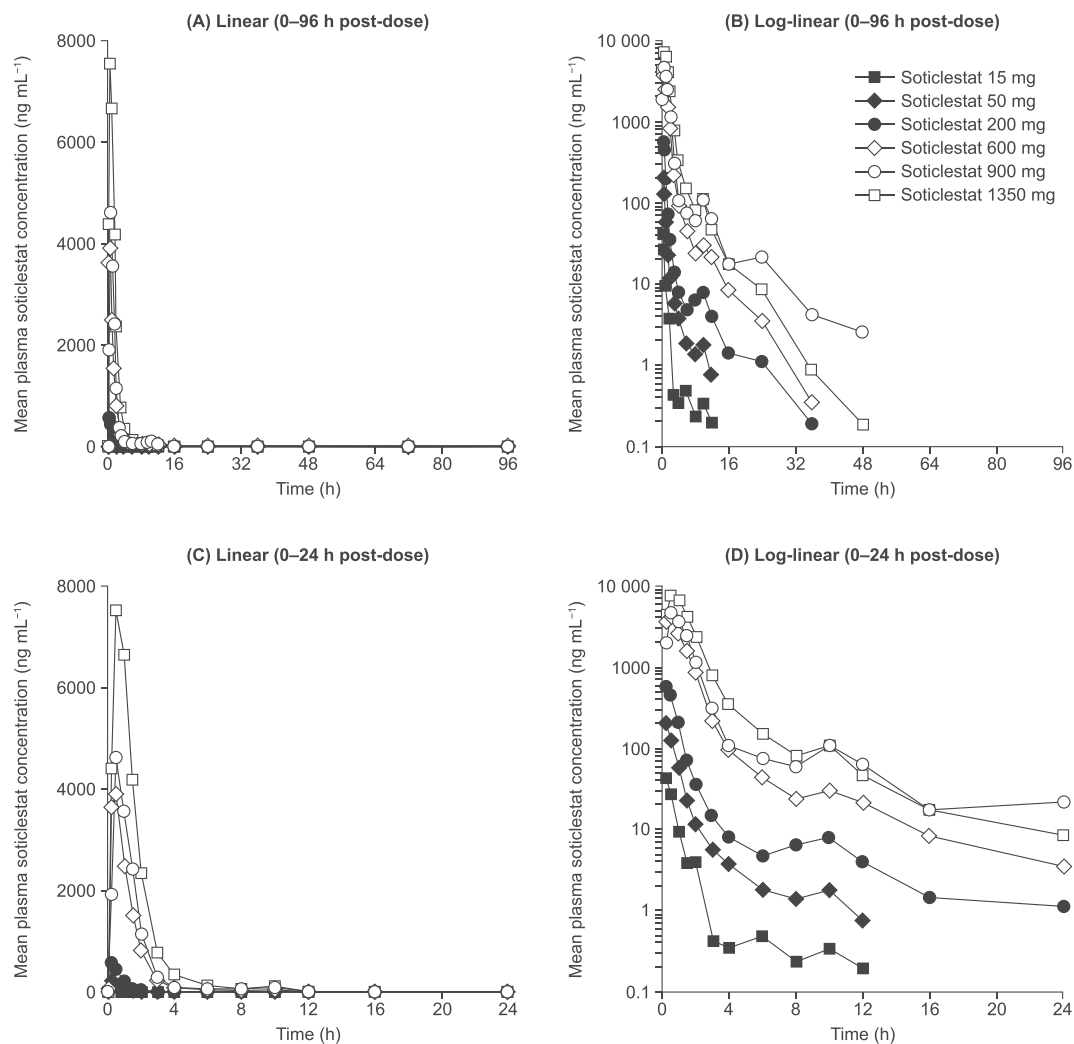 (A) Linear (0–96 h post-dose)
Mean plasma soticlestat concentration (ng mL⁻¹)
8000
6000
4000
2000
0
0 16 32 48 64 80 96
Time (h)
(B) Log-linear (0–96 h post-dose)
Mean plasma soticlestat concentration (ng mL⁻¹)
10 000
1000
100
10
1
0.1
0 16 32 48 64 80 96
Time (h)
Soticlestat 15 mg
Soticlestat 50 mg
Soticlestat 200 mg
Soticlestat 600 mg
Soticlestat 900 mg
Soticlestat 1350 mg
(C) Linear (0–24 h post-dose)
Mean plasma soticlestat concentration (ng mL⁻¹)
8000
6000
4000
2000
0
0 4 8 12 16 20 24
Time (h)
(D) Log-linear (0–24 h post-dose)
Mean plasma soticlestat concentration (ng mL⁻¹)
10 000
1000
100
10
1
0.1
0 4 8 12 16 20 24
Time (h)